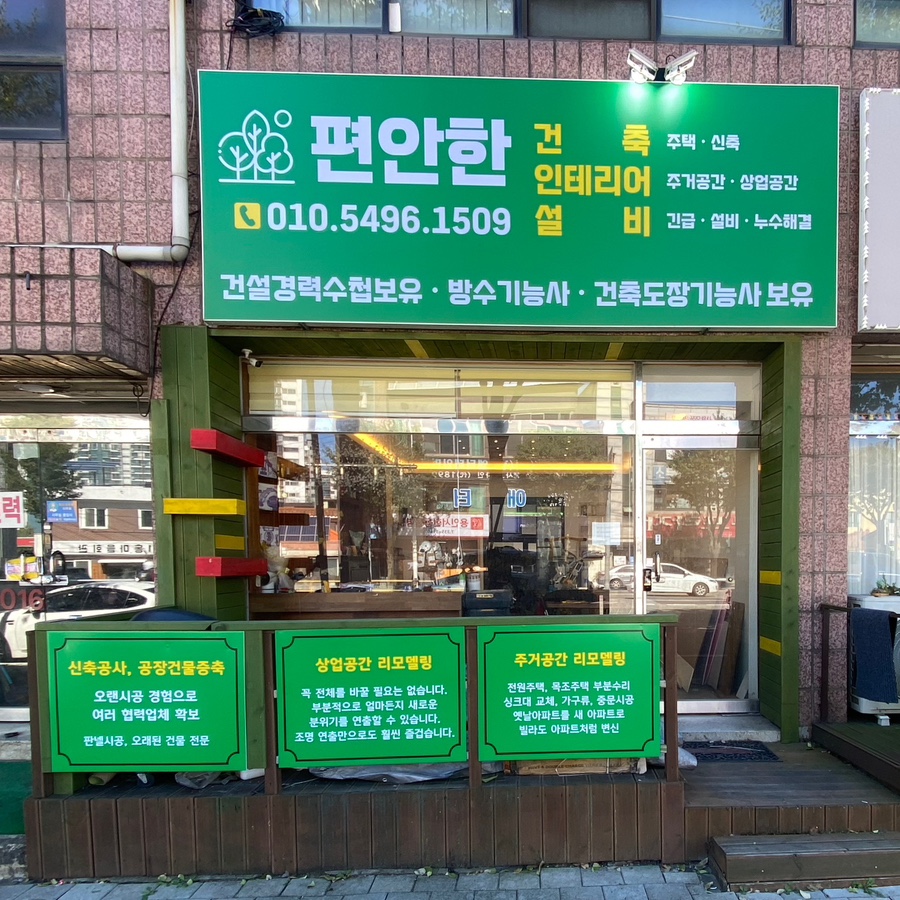 편안한
010.5496.1509
건축 주택 · 신축
인테리어 주거공간 · 상업공간
설비 긴급 · 설비 · 누수해결
건설경력수첩보유 · 방수기능사 · 건축도장기능사 보유
신축공사, 공장건물증축
오랜시공 경험으로
여러 협력업체 확보
판넬시공, 오래된 건물 전문
상업공간 리모델링
꼭 전체를 바꿀 필요는 없습니다.
부분적으로 얼마든지 새로운
분위기를 연출할 수 있습니다.
조명 연출만으로도 훨씬 즐겁습니다.
주거공간 리모델링
전원주택, 목조주택 부분수리
싱크대 교체, 가구류, 중문시공
옛날아파트를 새 아파트로
빌라도 아파트처럼 변신
력
2016